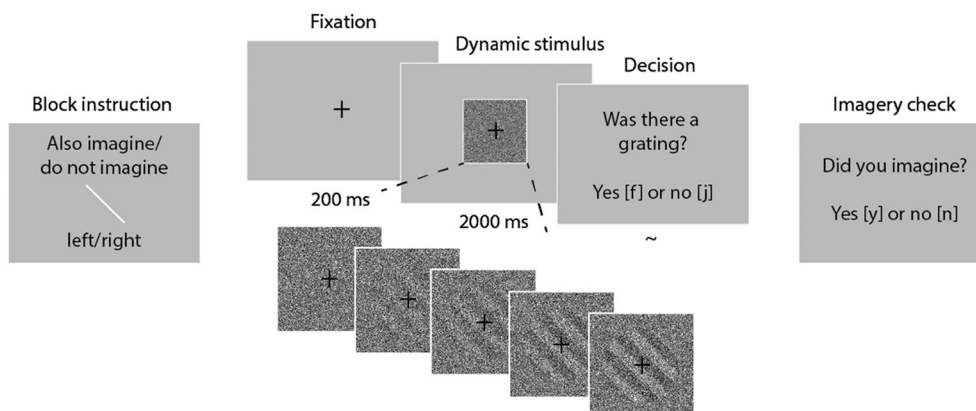 Block instruction
Also imagine/
do not imagine
left/right
Fixation
200 ms
Dynamic stimulus
2000 ms
Decision
Was there a
grating?
Yes [f] or no [j]
~
Imagery check
Did you imagine?
Yes [y] or no [n]